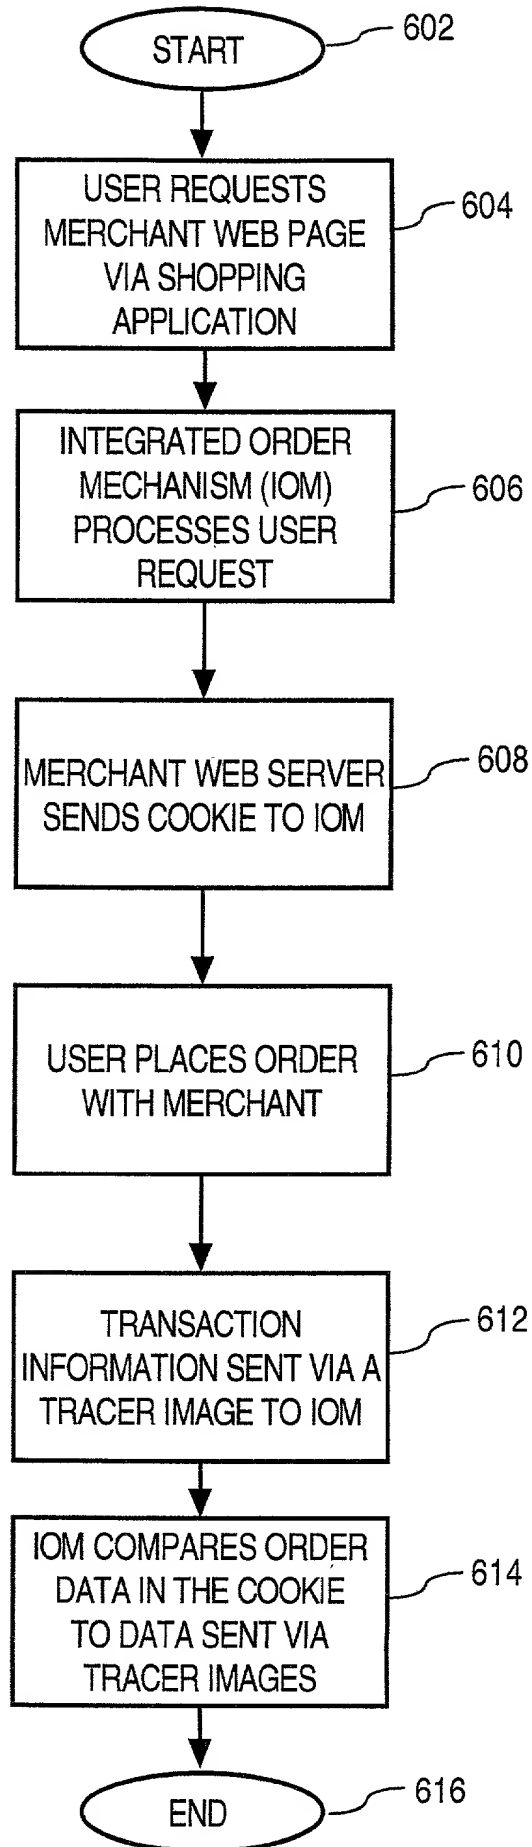 START
602
USER REQUESTS
MERCHANT WEB PAGE
VIA SHOPPING
APPLICATION
604
INTEGRATED ORDER
MECHANISM (IOM)
PROCESSES USER
REQUEST
606
MERCHANT WEB SERVER
SENDS COOKIE TO IOM
608
USER PLACES ORDER
WITH MERCHANT
610
TRANSACTION
INFORMATION SENT VIA A
TRACER IMAGE TO IOM
612
IOM COMPARES ORDER
DATA IN THE COOKIE
TO DATA SENT VIA
TRACER IMAGES
614
END
616